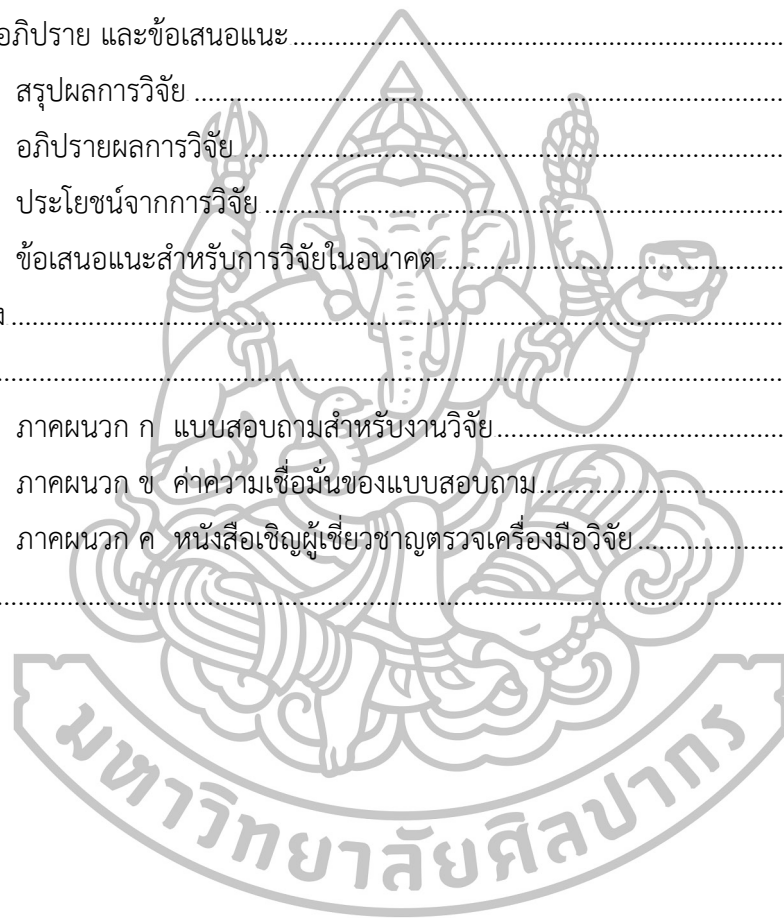 อภิปราย และข้อเสนอแนะ
สรุปผลการวิจัย
อภิปรายผลการวิจัย
ประโยชน์จากการวิจัย
ข้อเสนอแนะสำหรับการวิจัยในอนาคต
ภาคผนวก ก แบบสอบถามสำหรับงานวิจัย
ภาคผนวก ข ค่าความเชื่อมั่นของแบบสอบถาม
ภาคผนวก ค หนังสือเชิญผู้เชี่ยวชาญตรวจเครื่องมือวิจัย
มหาวิทยาลัยศิลปากร